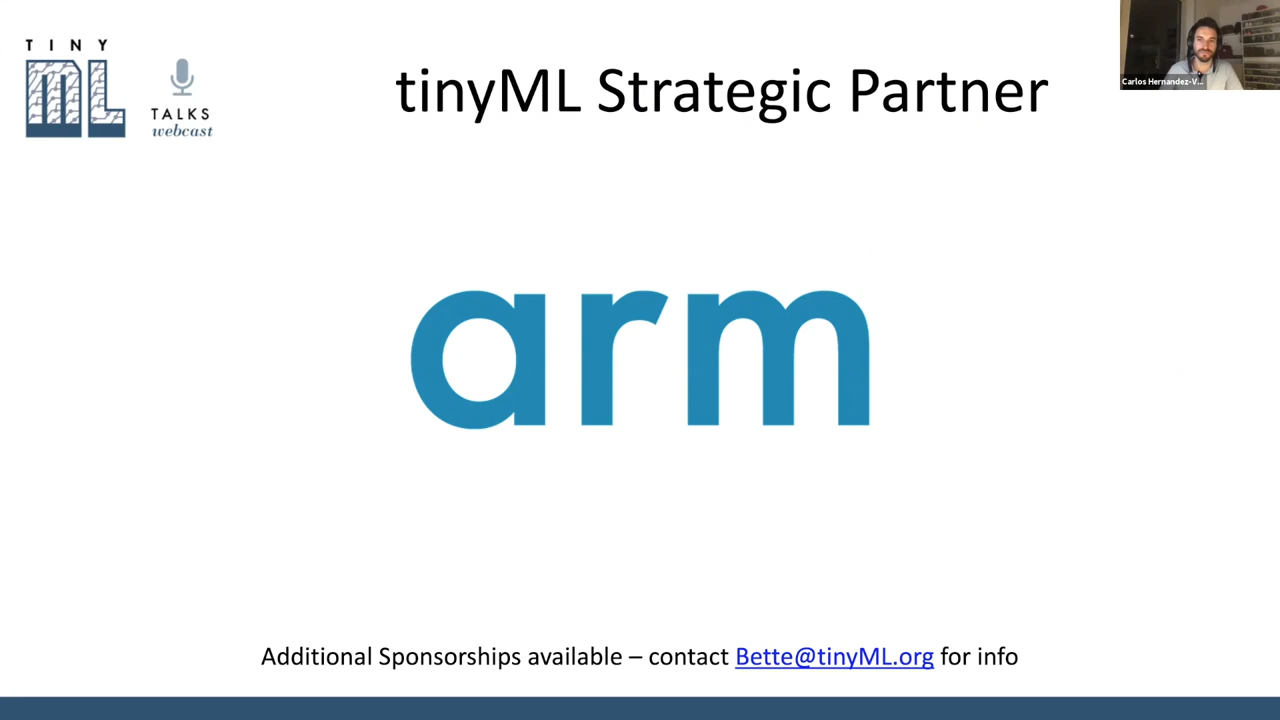 TINY
ML
TALKS
webcast
tinyML Strategic Partner
Carlos Hernandez-V...
arm
Additional Sponsorships available – contact Bette@tinyML.org for info